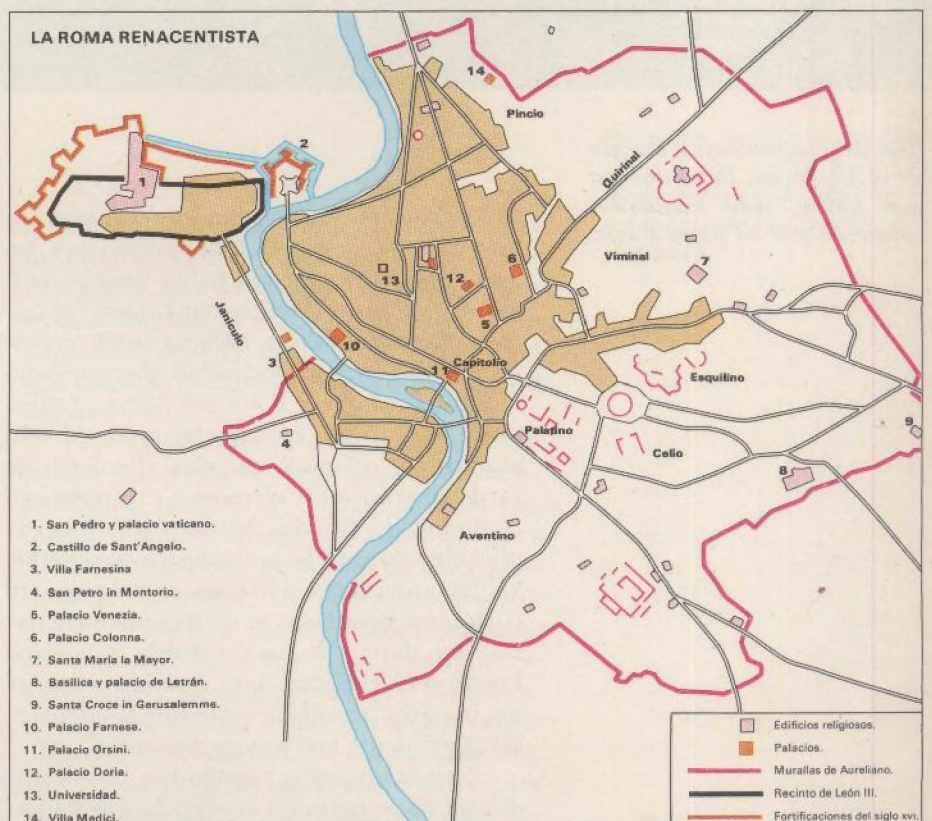 LA ROMA RENACENTISTA
14
Pincio
2
1
Quirinal
6
7
Viminal
13
12
5
Janículo
10
3
Capitolio
11
Esquilino
9
4
Palatino
Celio
8
Aventino
1. San Pedro y palacio vaticano.
2. Castillo de Sant'Angelo.
3. Villa Farnesina
4. San Petro in Montorio.
5. Palacio Venezia.
6. Palacio Colonna.
7. Santa María la Mayor.
8. Basílica y palacio de Letrán.
9. Santa Croce in Gerusalemme.
10. Palacio Farnese.
11. Palacio Orsini.
12. Palacio Doria.
13. Universidad.
14. Villa Medici.
Edificios religiosos.
Palacios.
Murallas de Aureliano.
Recinto de León III.
Fortificaciones del siglo XVI.